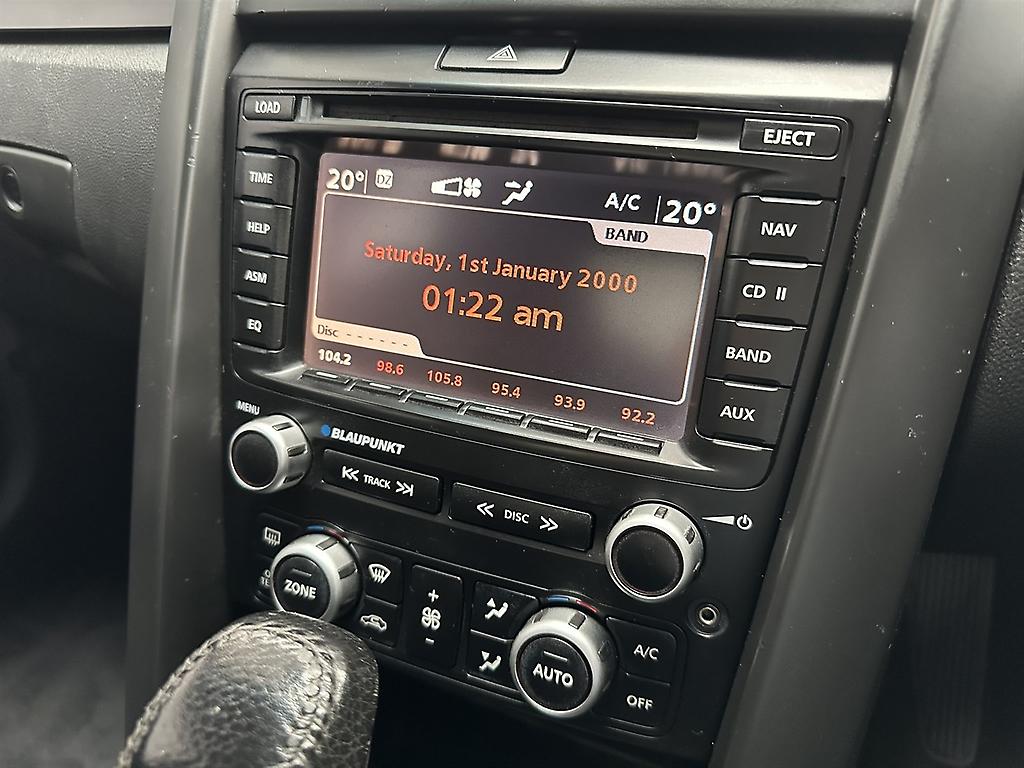 LOAD
EJECT
TIME
HELP
ASM
EQ
20° DZ A/C 20°
BAND
Saturday, 1st January 2000
01:22 am
Disc - - - - - -
104.2 98.6 105.8 95.4 93.9 92.2
NAV
CD II
BAND
AUX
MENU
BLAUPUNKT
TRACK
DISC
ZONE
AUTO
A/C
OFF